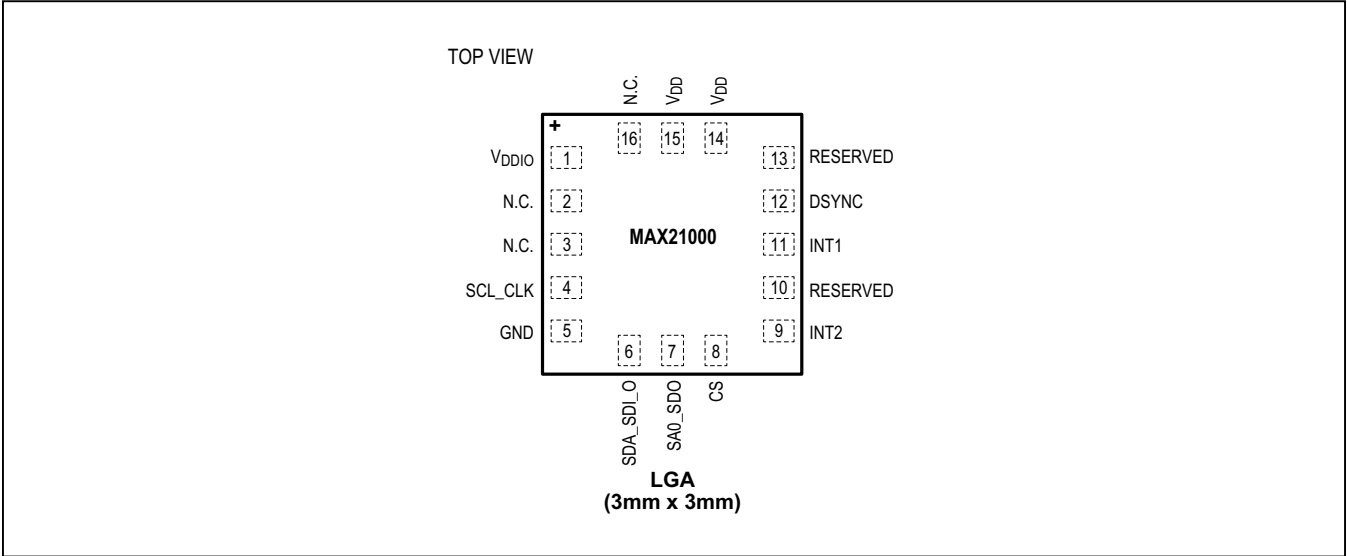 TOP VIEW
N.C.
VDD
VDD
+
16
15
14
VDDIO
1
13
RESERVED
N.C.
2
12
DSYNC
N.C.
3
MAX21000
11
INT1
SCL_CLK
4
10
RESERVED
GND
5
9
INT2
6
7
8
SDA_SDI_O
SA0_SDO
CS
LGA
(3mm x 3mm)